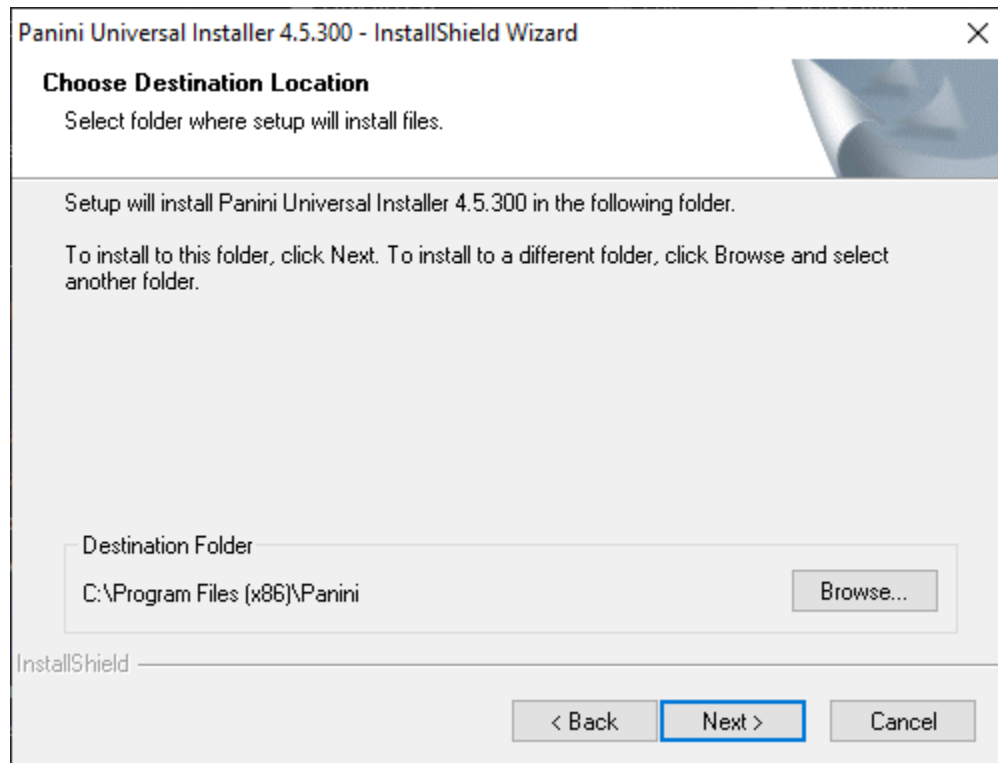 Panini Universal Installer 4.5.300 - InstallShield Wizard
Choose Destination Location
Select folder where setup will install files.
Setup will install Panini Universal Installer 4.5.300 in the following folder.
To install to this folder, click Next. To install to a different folder, click Browse and select
another folder.
Destination Folder
C:\Program Files (x86)\Panini
Browse...
InstallShield
< Back
Next >
Cancel